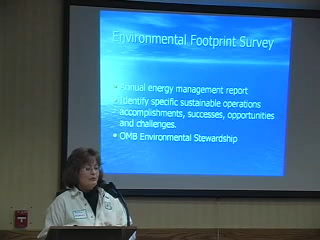 Environmental Footprint Survey
• Annual energy management report
• Identify specific sustainable operations
accomplishments, successes, opportunities
and challenges.
• OMB Environmental Stewardship